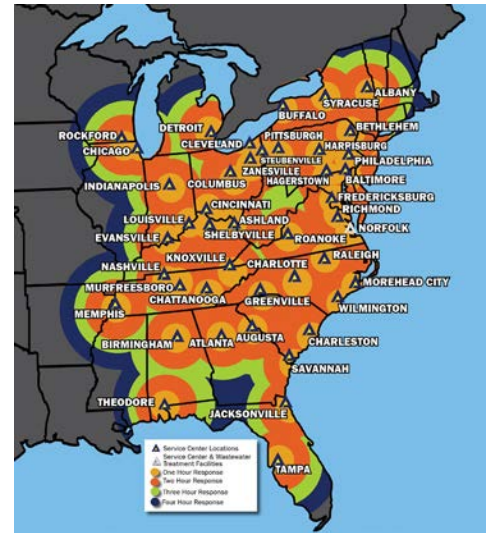 ALBANY
SYRACUSE
BUFFALO
DETROIT
ROCKFORD
CLEVELAND
PITTSBURGH
BETHLEHEM
CHICAGO
HARRISBURG
STEUBENVILLE
PHILADELPHIA
ZANESVILLE
INDIANAPOLIS
COLUMBUS
HAGERSTOWN
BALTIMORE
CINCINNATI
FREDERICKSBURG
LOUISVILLE
ASHLAND
RICHMOND
EVANSVILLE
SHELBYVILLE
NORFOLK
ROANOKE
KNOXVILLE
RALEIGH
NASHVILLE
CHARLOTTE
MURFREESBORO
MOREHEAD CITY
CHATTANOOGA
GREENVILLE
MEMPHIS
WILMINGTON
AUGUSTA
BIRMINGHAM
ATLANTA
CHARLESTON
SAVANNAH
THEODORE
JACKSONVILLE
TAMPA
Service Center Locations
Service Center & Wastewater
Treatment Facilities
One Hour Response
Two Hour Response
Three Hour Response
Four Hour Response